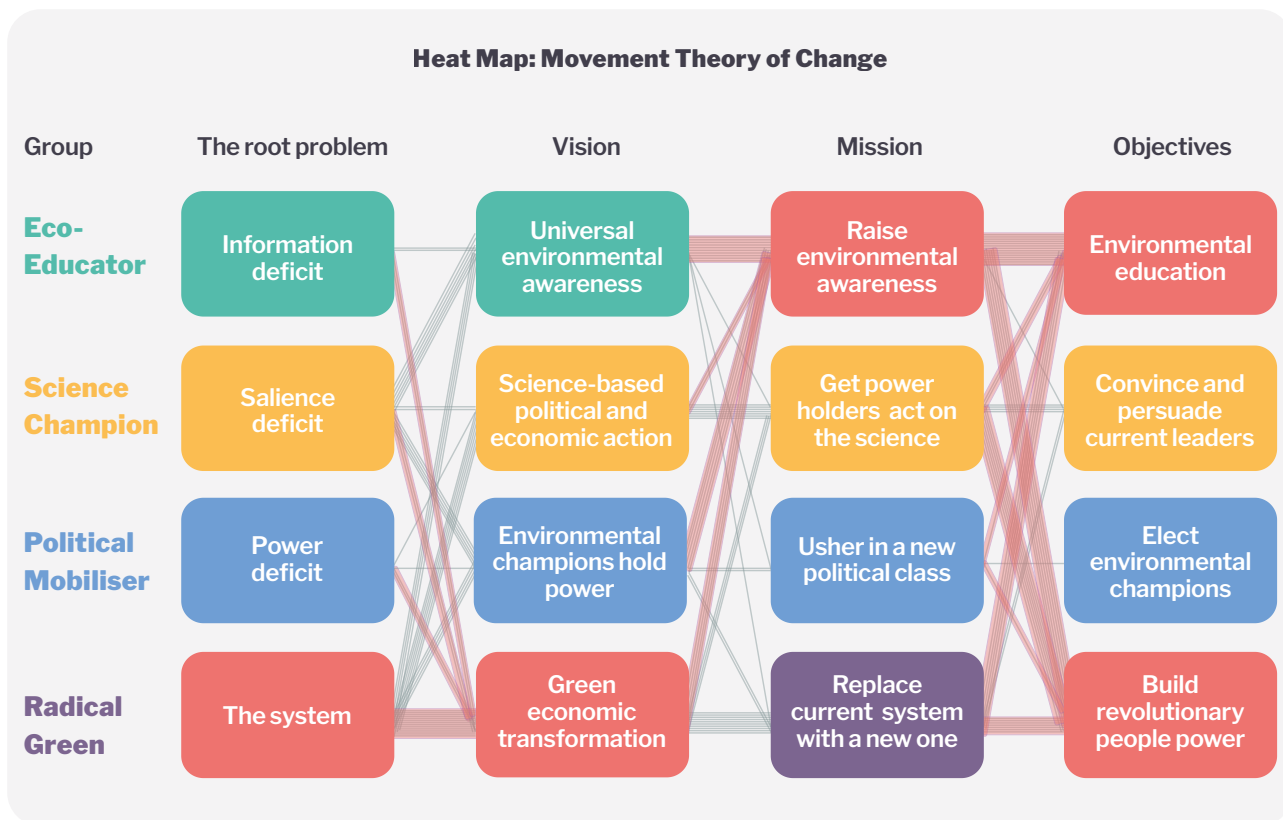 Heat Map: Movement Theory of Change
Group
The root problem
Vision
Mission
Objectives
Eco-
Educator
Information
deficit
Universal
environmental
awareness
Raise
environmental
awareness
Environmental
education
Science
Champion
Salience
deficit
Science-based
political and
economic action
Get power
holders act on
the science
Convince and
persuade
current leaders
Political
Mobiliser
Power
deficit
Environmental
champions hold
power
Usher in a new
political class
Elect
environmental
champions
Radical
Green
The system
Green
economic
transformation
Replace
current system
with a new one
Build
revolutionary
people power